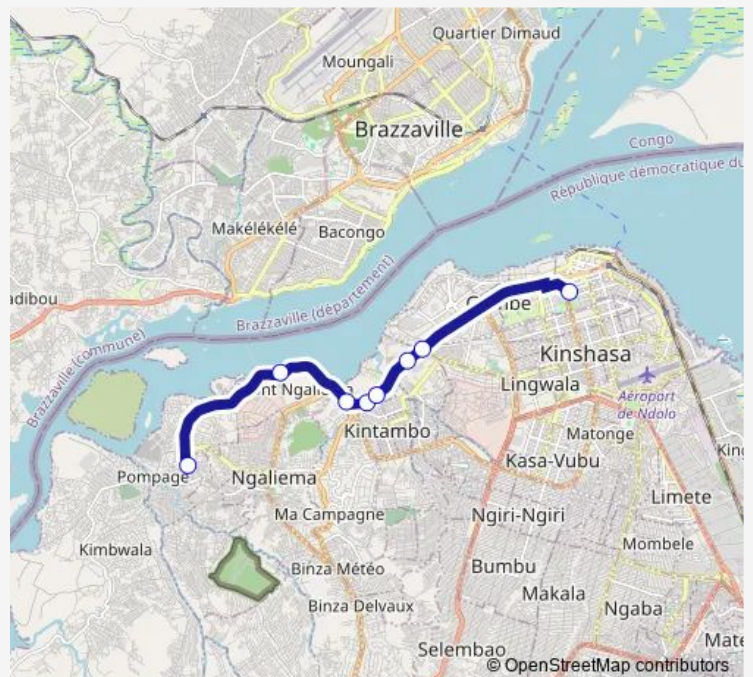 Quartier Dimaud
Moungali
Brazzaville
Congo
République démocratique du
Makélékélé
Bacongo
adibou
Brazzaville (département)
Brazzaville (commune)
Kinshasa
Lingwala
Aéroport
de Ndolo
Kintambo
Matonge
Kasa-Vubu
Pompage
Ngaliema
Limete
Ma Campagne
Ngiri-Ngiri
Kimbwala
Mombele
Binza Météo
Bumbu
Makala
Binza Delvaux
Ngaba
Selembao
© OpenStreetMap contributors